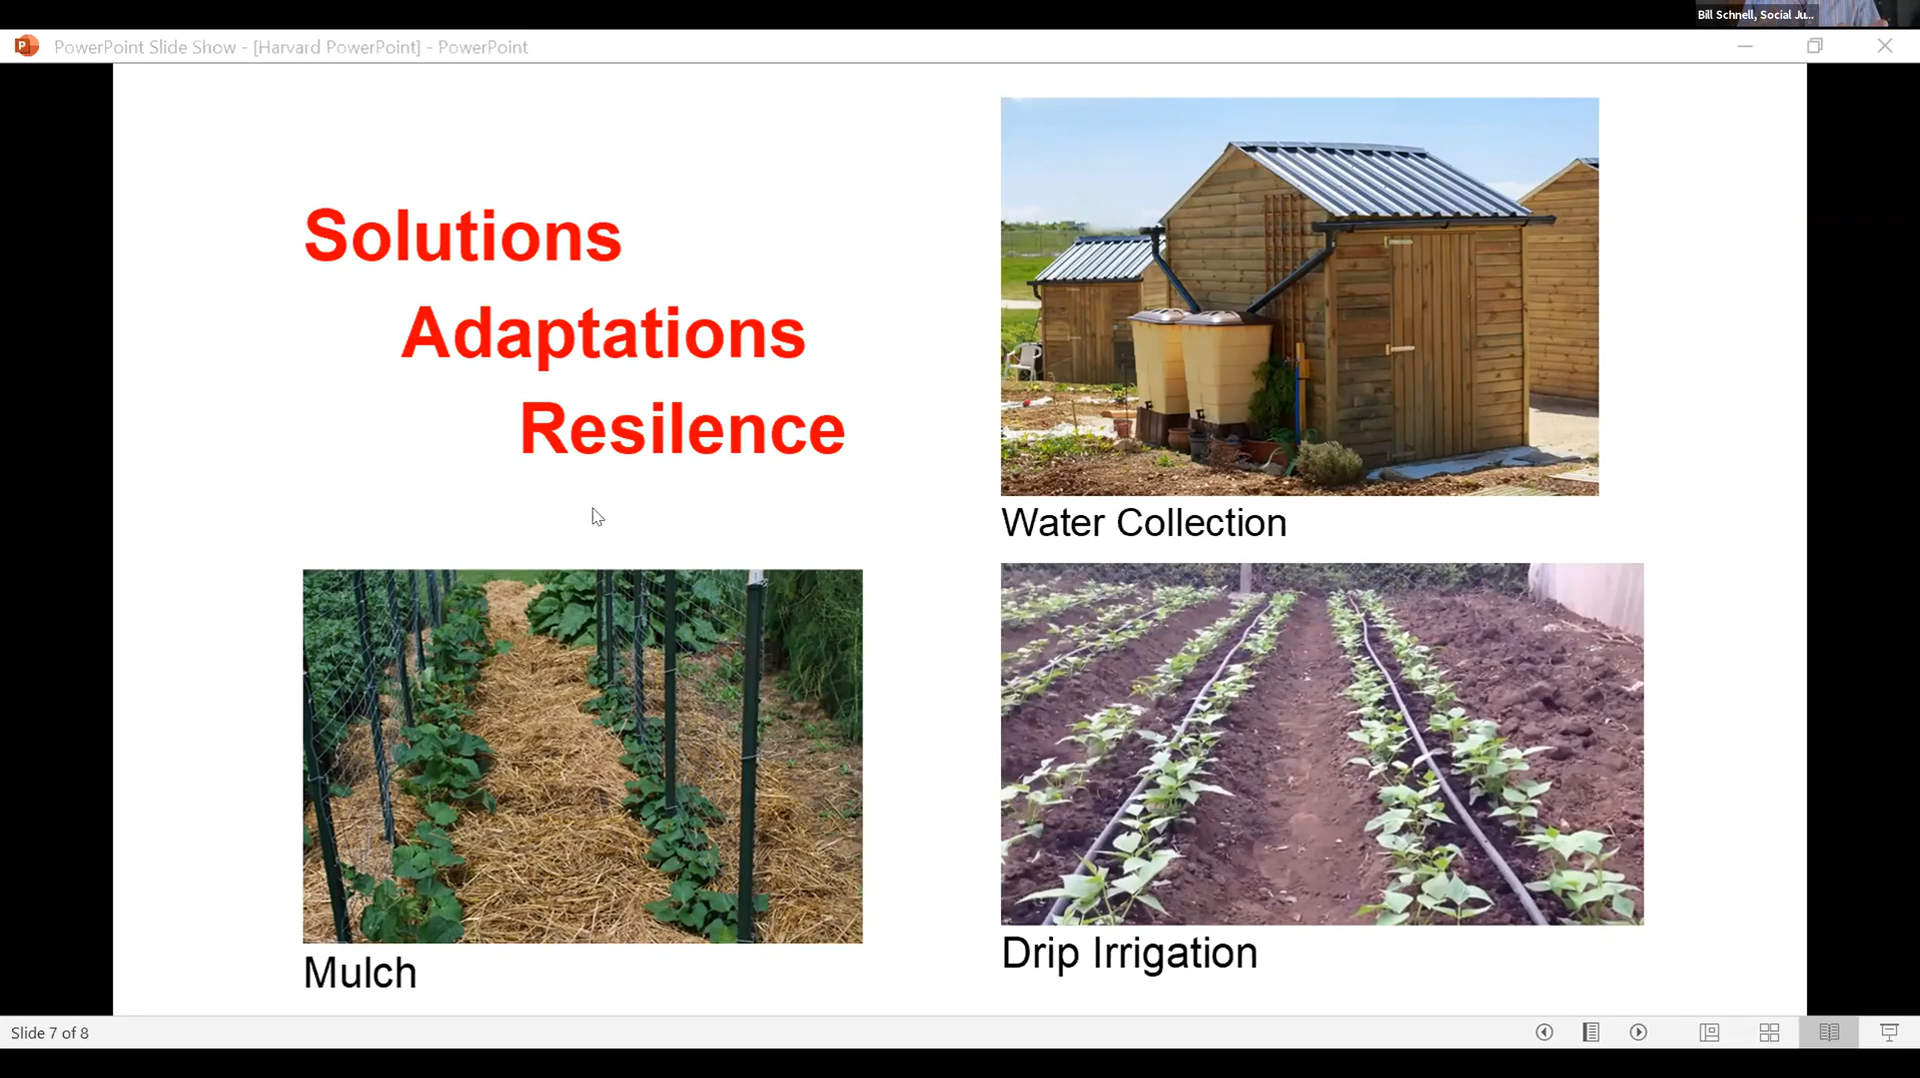 Bill Schnell, Social Ju...
PowerPoint Slide Show - [Harvard PowerPoint] - PowerPoint
Solutions
Adaptations
Resilence
Water Collection
Mulch
Drip Irrigation
Slide 7 of 8